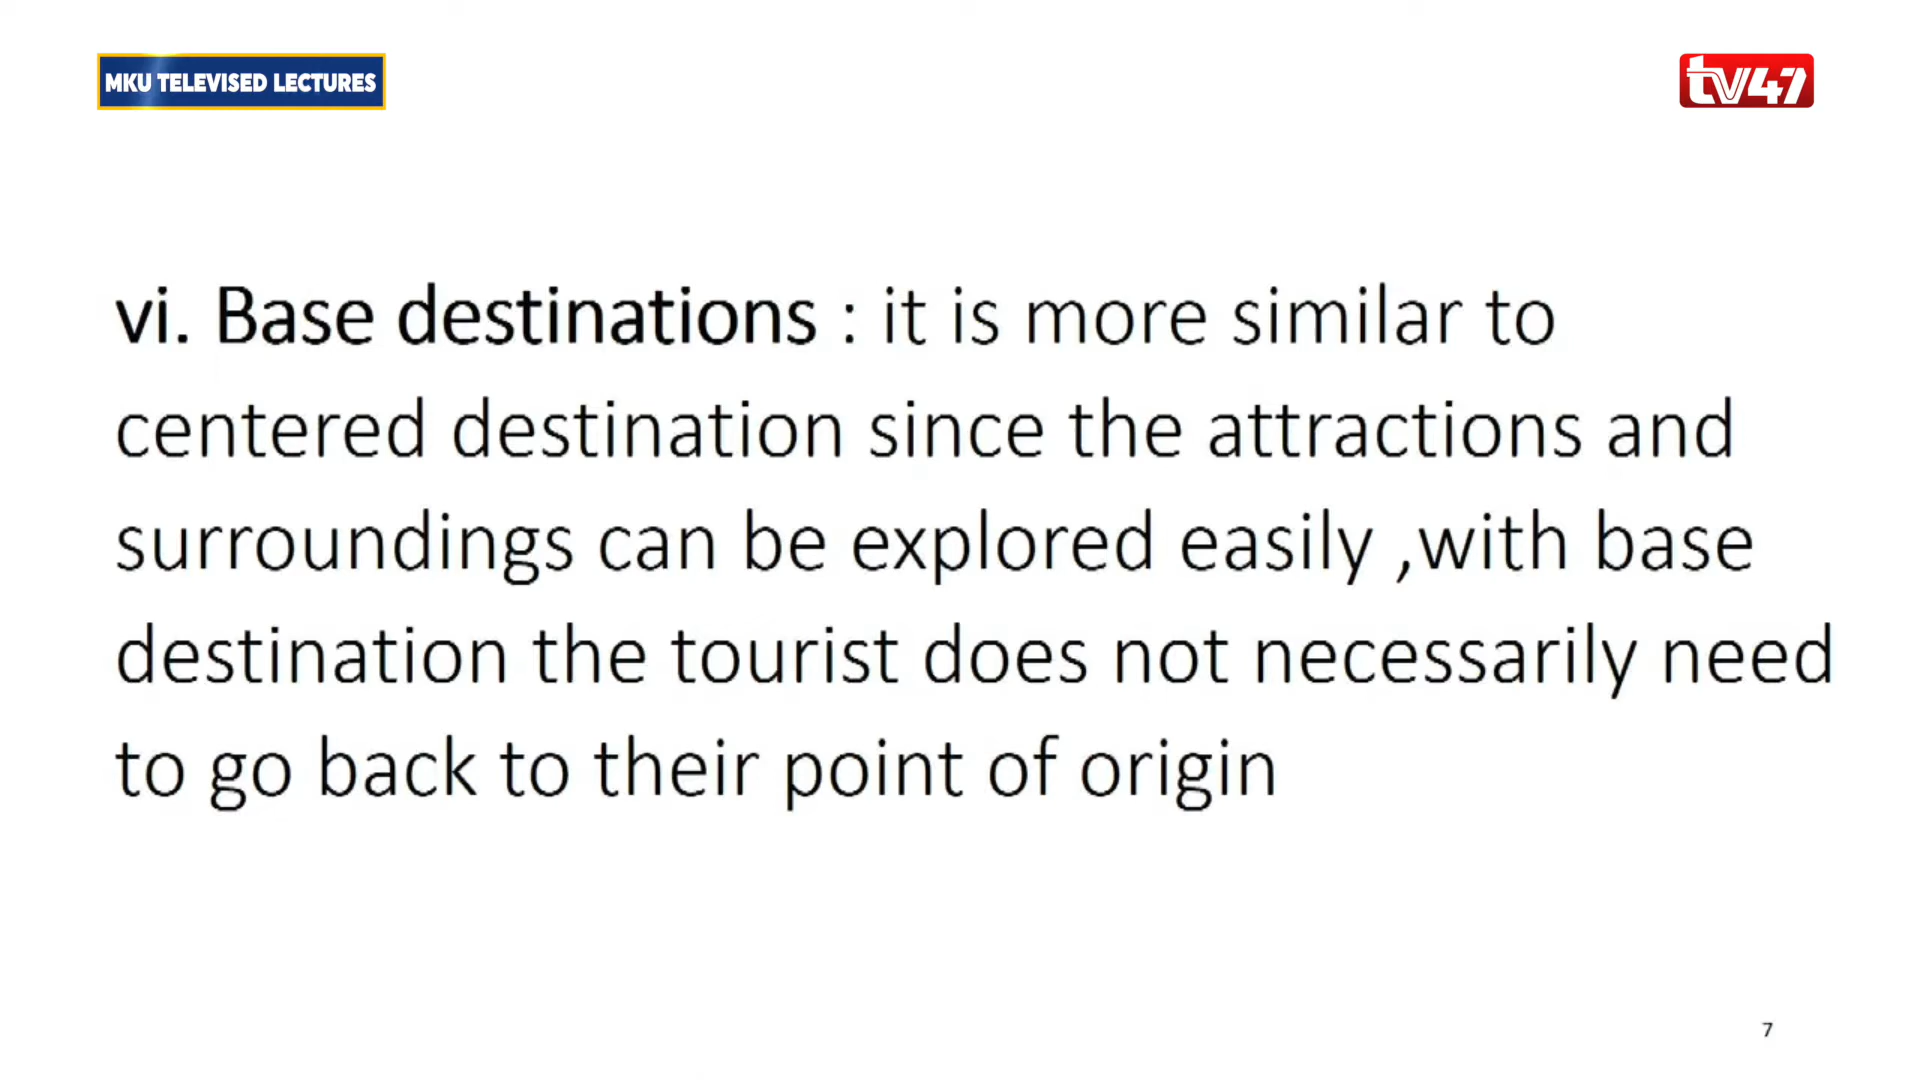 MKU TELEVISED LECTURES
tv47
vi. Base destinations : it is more similar to
centered destination since the attractions and
surroundings can be explored easily ,with base
destination the tourist does not necessarily need
to go back to their point of origin
7